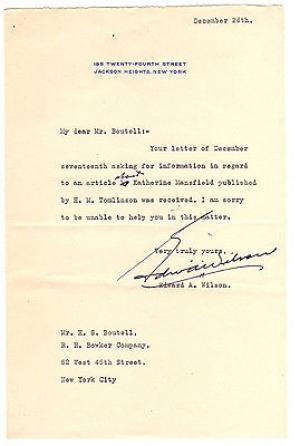 December 26th.
166 TWENTY-FOURTH STREET
JACKSON HEIGHTS, NEW YORK
My dear Mr. Boutell:-
Your letter of December
seventeenth asking for information in regard
about
to an article by Katherine Mansfield published
by H. M. Tomlinson was received. I am sorry
to be unable to help you in this matter.
Very truly yours,
Edward A. Wilson
Edward A. Wilson.
Mr. H. S. Boutell.
R. R. Bowker Company.
62 West 45th Street.
New York City